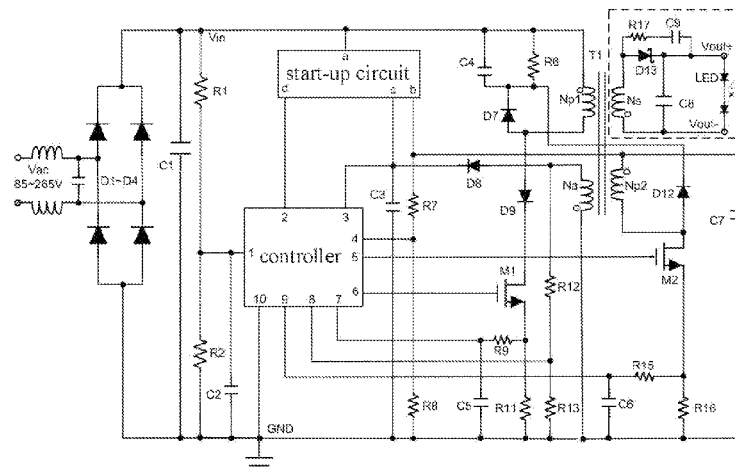 R17
C9
Vin
T1
Vout+
a
start-up circuit
d
c
b
C4
R6
D13
LED
R1
D7
Np1
Ns
C8
Vout-
Vac
85~265V
D1~D4
C1
C3
D8
Na
Np2
R7
D9
D12
C7
2
3
1
controller
4
5
6
M1
M2
R12
10
9
8
7
R2
R9
R15
C2
R8
C5
R11
R13
C6
R16
GND